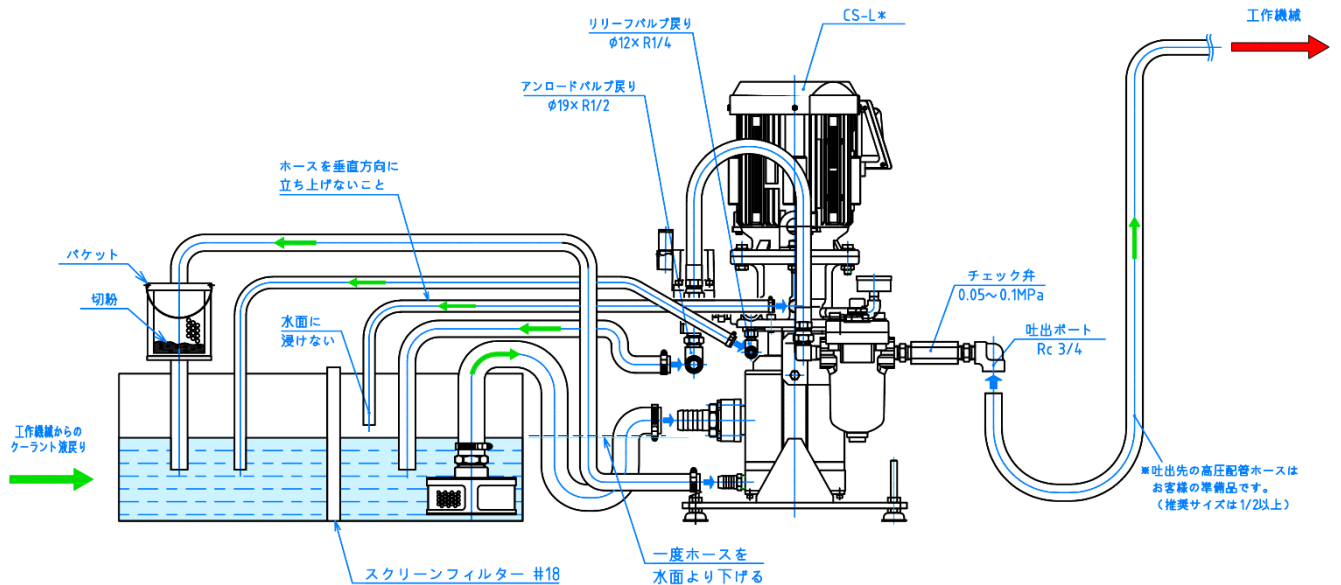 工作機械
CS-L*
リリーフバルブ戻り
φ12×R1/4
アンロードバルブ戻り
φ19×R1/2
ホースを垂直方向に
立ち上げないこと
バケット
切粉
水面に
浸けない
チェック弁
0.05〜0.1MPa
吐出ポート
Rc 3/4
工作機械からの
クーラント液戻り
※吐出先の高圧配管ホースは
お客様の準備品です。
(推奨サイズは1/2以上)
一度ホースを
水面より下げる
スクリーンフィルター #18